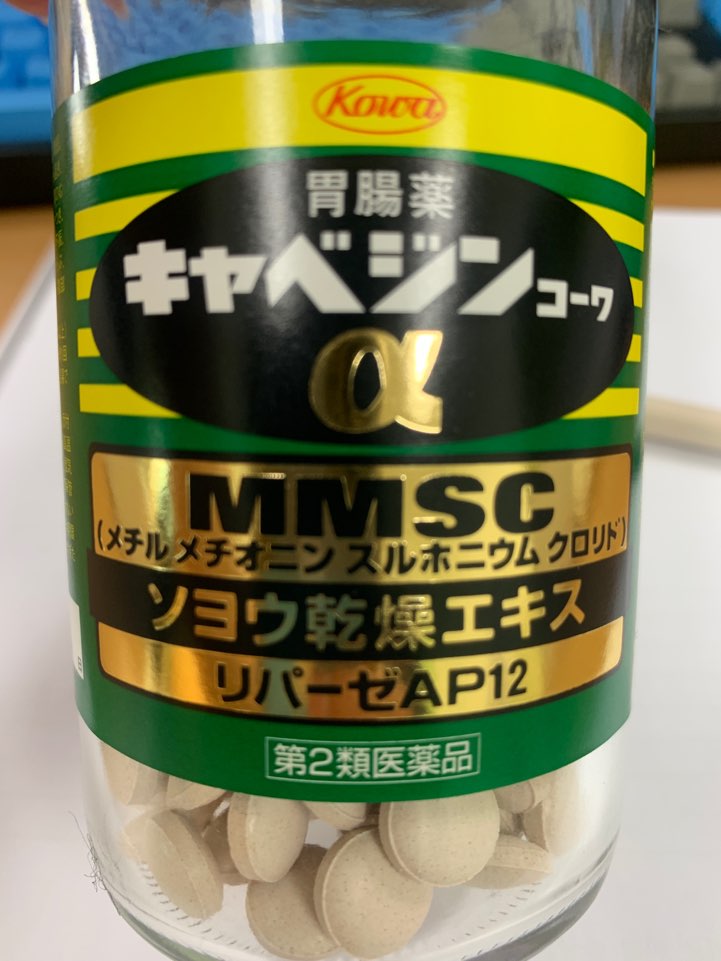 Kowa
胃腸薬
キャベジンコーワ
α
MMSC
(メチル メチオニン スルホニウム クロリド)
ソヨウ乾燥エキス
リパーゼAP12
第2類医薬品